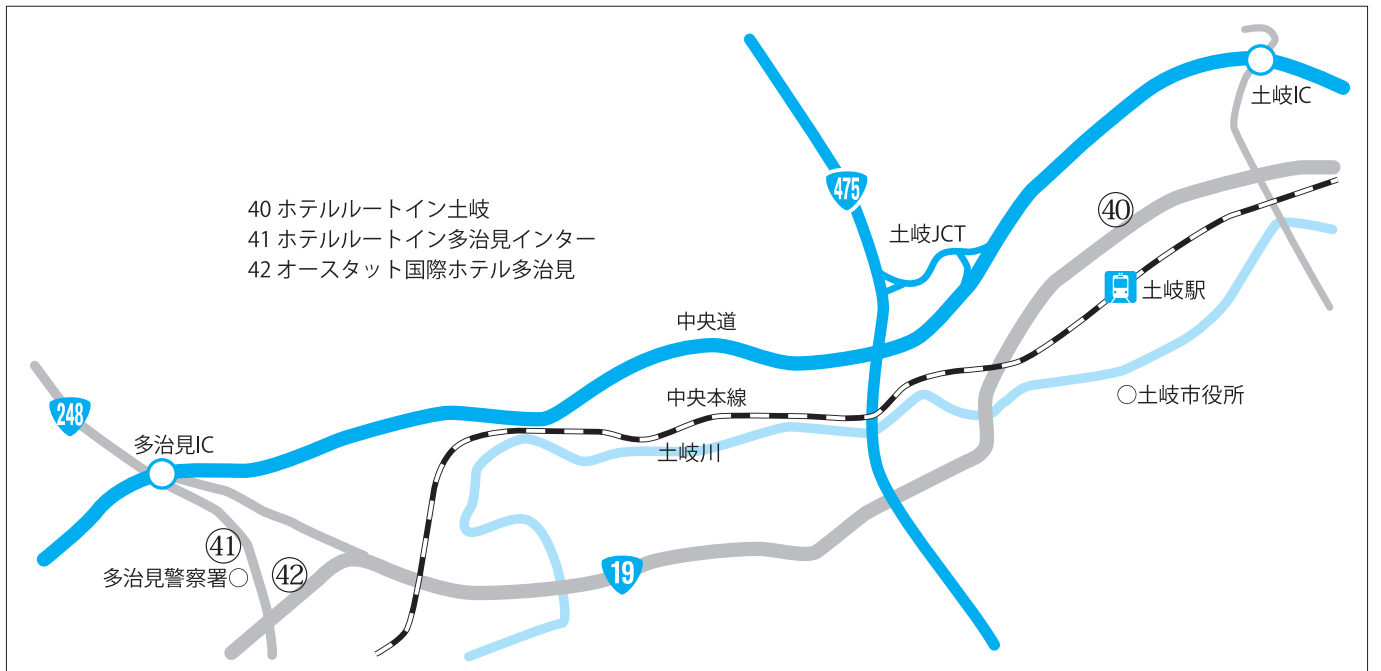 土岐IC
475
40 ホテルルートイン土岐
41 ホテルルートイン多治見インター
42 オースタット国際ホテル多治見
㊵
土岐JCT
土岐駅
中央道
中央本線
○土岐市役所
248
多治見IC
土岐川
㊶
多治見警察署○
㊷
19